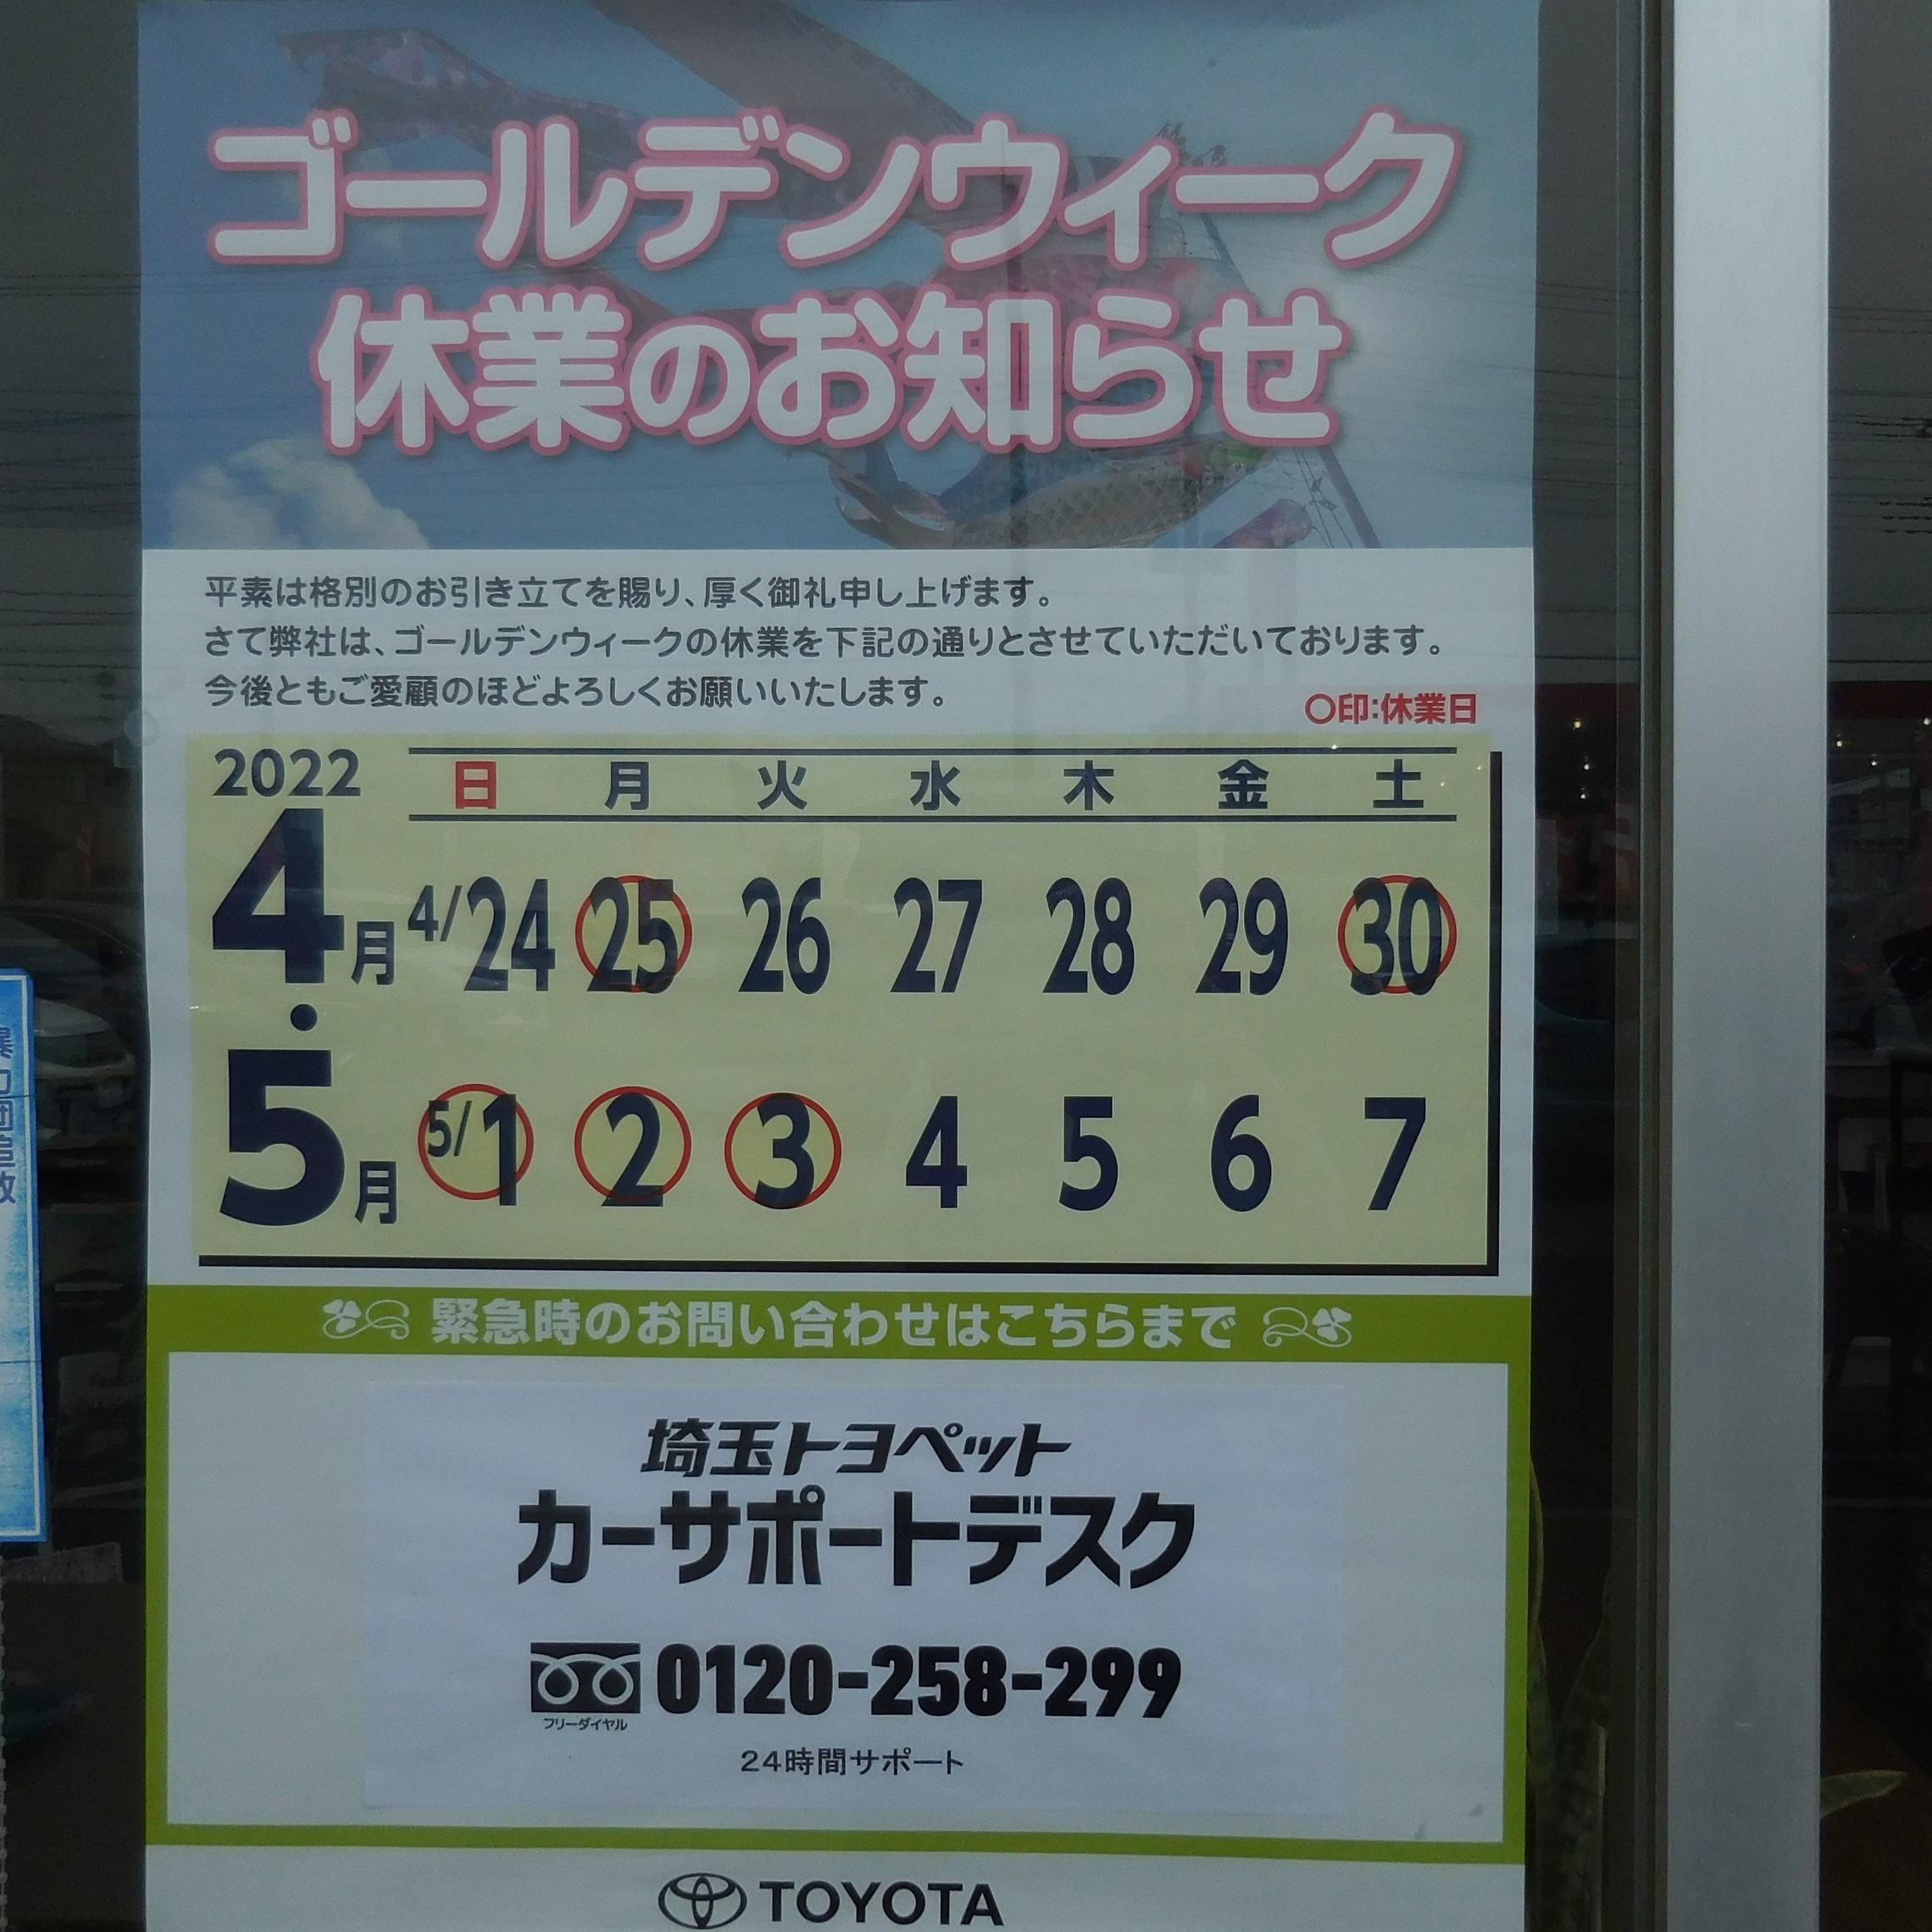 ゴールデンウィーク
休業のお知らせ
平素は格別のお引き立てを賜り、厚く御礼申し上げます。
さて弊社は、ゴールデンウィークの休業を下記の通りとさせていただいております。
今後ともご愛顧のほどよろしくお願いいたします。
〇印:休業日
2022
日 月 火 水 木 金 土
4月 4/24 25 26 27 28 29 30
・
5月 5/1 2 3 4 5 6 7
緊急時のお問い合わせはこちらまで
埼玉トヨペット
カーサポートデスク
フリーダイヤル 0120-258-299
24時間サポート
TOYOTA